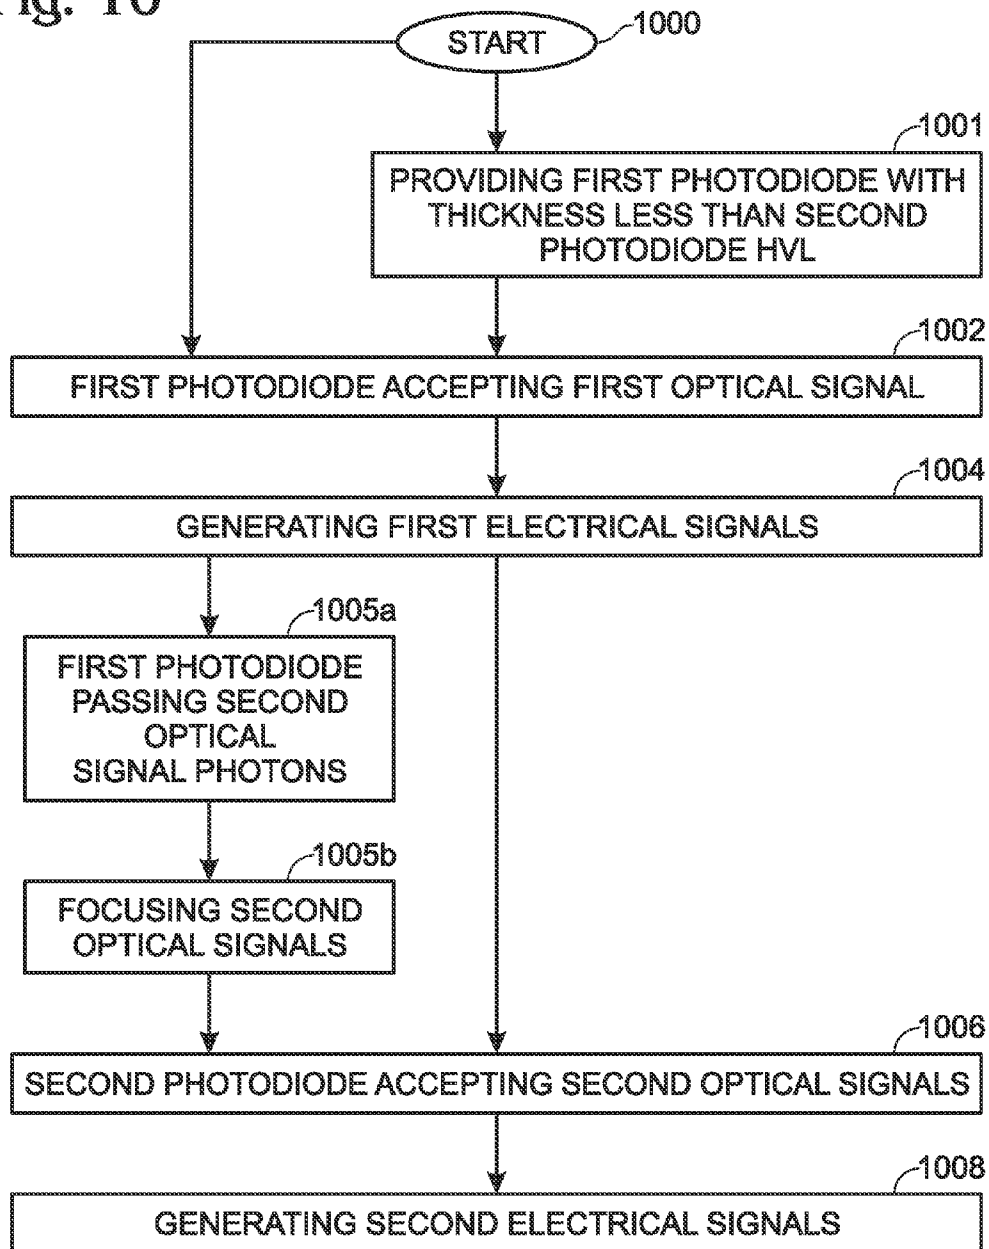 Fig. 10
START
1000
1001
PROVIDING FIRST PHOTODIODE WITH
THICKNESS LESS THAN SECOND
PHOTODIODE HVL
1002
FIRST PHOTODIODE ACCEPTING FIRST OPTICAL SIGNAL
1004
GENERATING FIRST ELECTRICAL SIGNALS
1005a
FIRST PHOTODIODE
PASSING SECOND
OPTICAL
SIGNAL PHOTONS
1005b
FOCUSING SECOND
OPTICAL SIGNALS
1006
SECOND PHOTODIODE ACCEPTING SECOND OPTICAL SIGNALS
1008
GENERATING SECOND ELECTRICAL SIGNALS